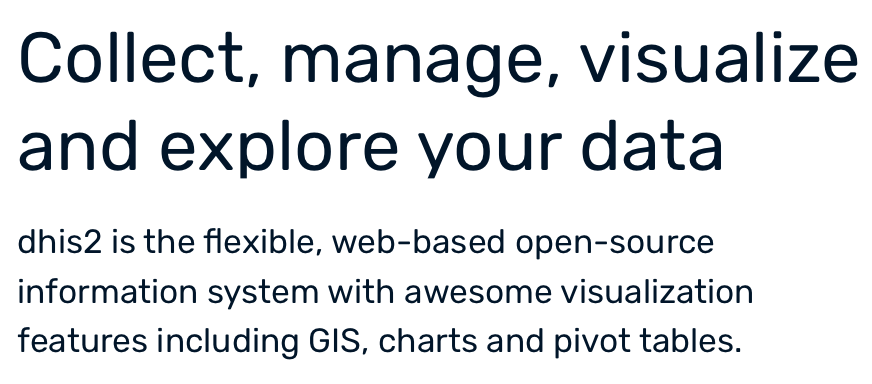 Collect, manage, visualize
and explore your data
dhis2 is the flexible, web-based open-source
information system with awesome visualization
features including GIS, charts and pivot tables.